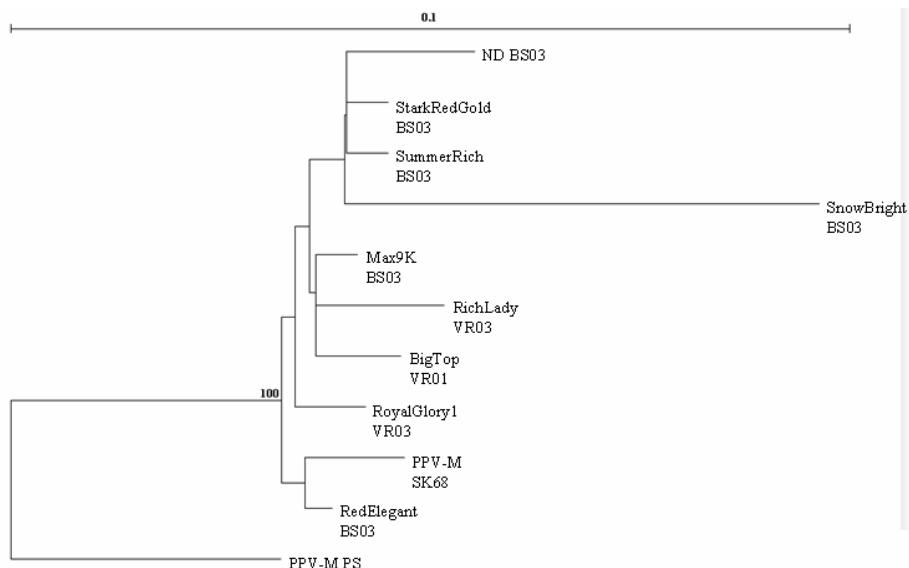 0.1
ND BS03
StarkRedGold
BS03
SummerRich
BS03
SnowBright
BS03
Max9K
BS03
RichLady
VR03
BigTop
VR01
100
RoyalGlory1
VR03
PPV-M
SK68
RedElegant
BS03
PPV-M PS